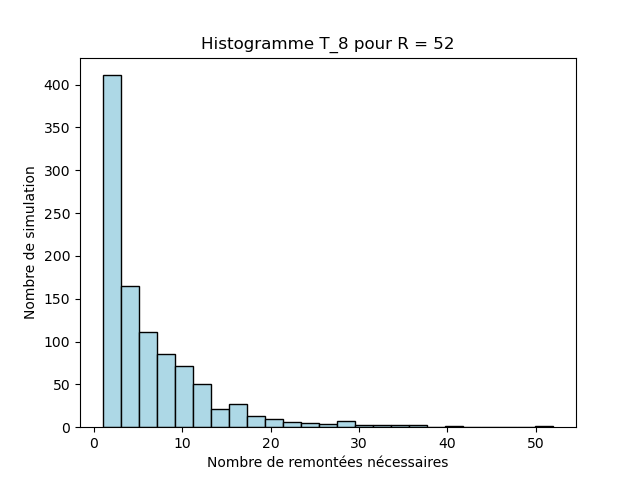 Histogramme T_8 pour R = 52
400
350
300
250
200
150
100
50
0
Nombre de simulation
0 10 20 30 40 50
Nombre de remontées nécessaires